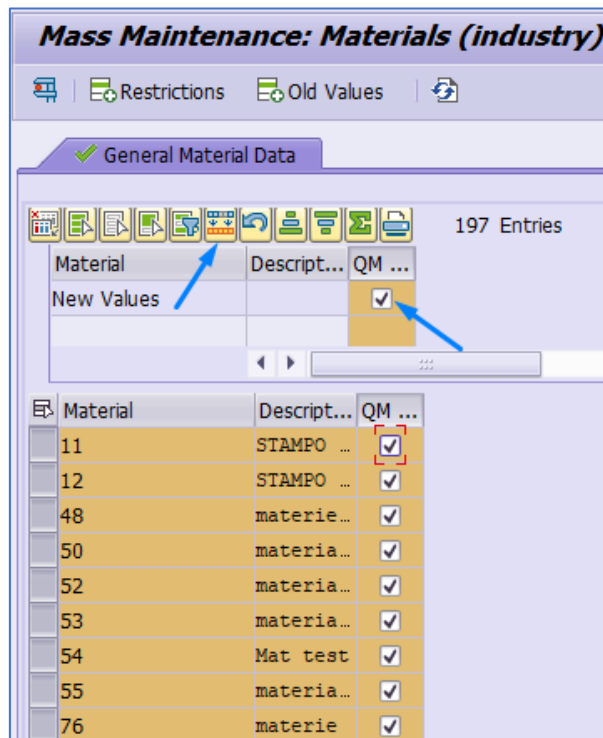 Mass Maintenance: Materials (industry)
Restrictions Old Values
General Material Data
197 Entries
Material Descript... QM ...
New Values
Material Descript... QM ...
11 STAMPO ...
12 STAMPO ...
48 materie...
50 materia...
52 materia...
53 materia...
54 Mat test
55 materia...
76 materie